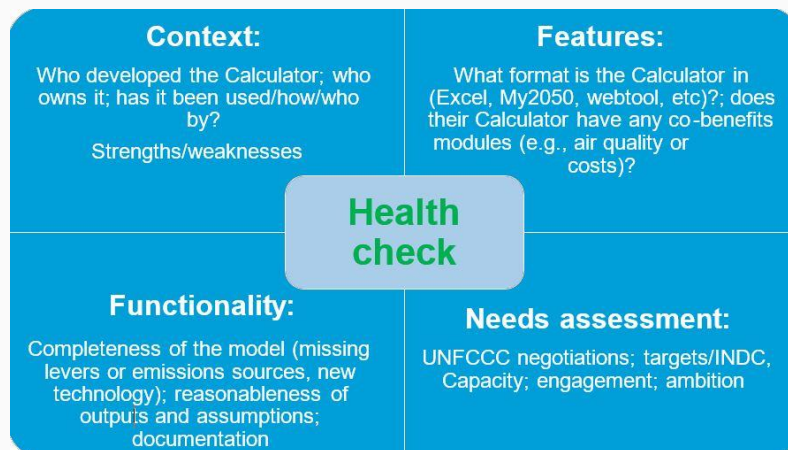 Context:
Who developed the Calculator; who
owns it; has it been used/how/who
by?
Strengths/weaknesses
Features:
What format is the Calculator in
(Excel, My2050, webtool, etc)?; does
their Calculator have any co-benefits
modules (e.g., air quality or
costs)?
Health
check
Functionality:
Completeness of the model (missing
levers or emissions sources, new
technology); reasonableness of
outputs and assumptions;
documentation
Needs assessment:
UNFCCC negotiations; targets/INDC,
Capacity; engagement; ambition